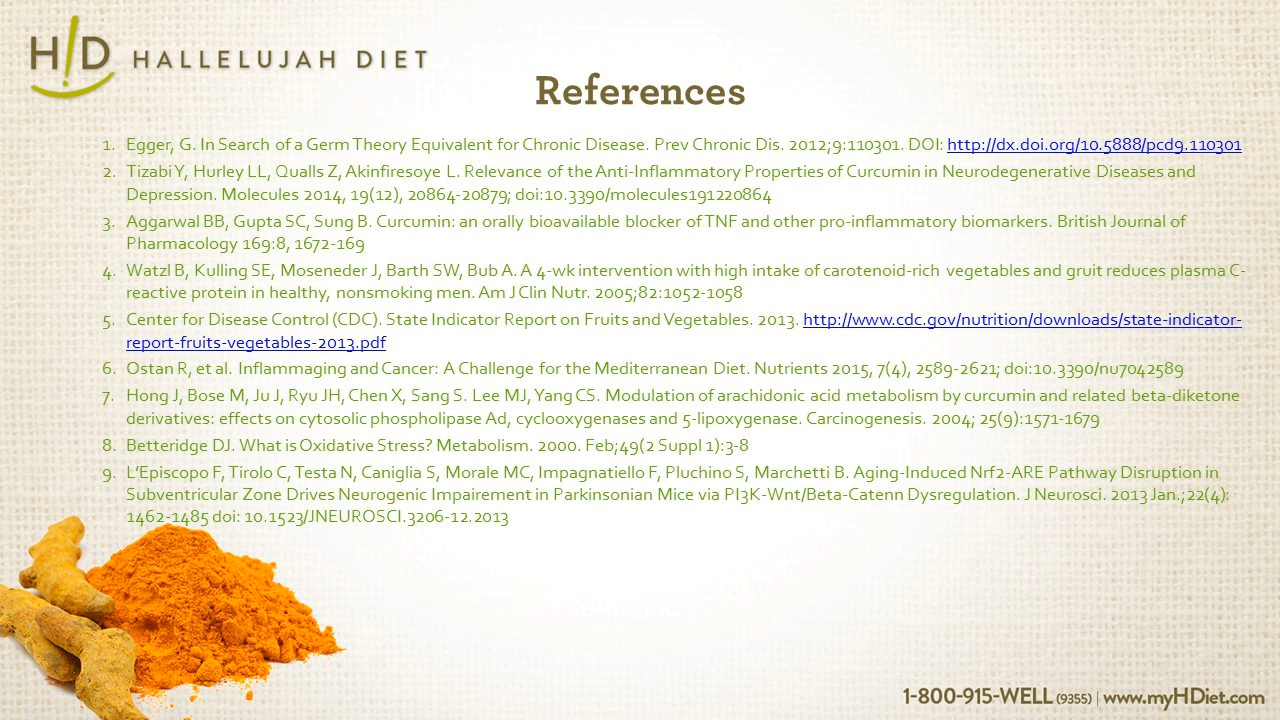 H!D HALLELUJAH DIET
References
1. Egger, G. In Search of a Germ Theory Equivalent for Chronic Disease. Prev Chronic Dis. 2012;9:110301. DOI: http://dx.doi.org/10.5888/pcd9.110301
2. Tizabi Y, Hurley LL, Qualls Z, Akinfiresoye L. Relevance of the Anti-Inflammatory Properties of Curcumin in Neurodegenerative Diseases and
Depression. Molecules 2014, 19(12), 20864-20879; doi:10.3390/molecules191220864
3. Aggarwal BB, Gupta SC, Sung B. Curcumin: an orally bioavailable blocker of TNF and other pro-inflammatory biomarkers. British Journal of
Pharmacology 169:8, 1672-169
4. Watzl B, Kulling SE, Moseneder J, Barth SW, Bub A. A 4-wk intervention with high intake of carotenoid-rich vegetables and gruit reduces plasma C-
reactive protein in healthy, nonsmoking men. Am J Clin Nutr. 2005;82:1052-1058
5. Center for Disease Control (CDC). State Indicator Report on Fruits and Vegetables. 2013. http://www.cdc.gov/nutrition/downloads/state-indicator-
report-fruits-vegetables-2013.pdf
6. Ostan R, et al. Inflammaging and Cancer: A Challenge for the Mediterranean Diet. Nutrients 2015, 7(4), 2589-2621; doi:10.3390/nu7042589
7. Hong J, Bose M, Ju J, Ryu JH, Chen X, Sang S. Lee MJ, Yang CS. Modulation of arachidonic acid metabolism by curcumin and related beta-diketone
derivatives: effects on cytosolic phospholipase Ad, cyclooxygenases and 5-lipoxygenase. Carcinogenesis. 2004; 25(9):1571-1679
8. Betteridge DJ. What is Oxidative Stress? Metabolism. 2000. Feb;49(2 Suppl 1):3-8
9. L'Episcopo F, Tirolo C, Testa N, Caniglia S, Morale MC, Impagnatiello F, Pluchino S, Marchetti B. Aging-Induced Nrf2-ARE Pathway Disruption in
Subventricular Zone Drives Neurogenic Impairment in Parkinsonian Mice via PI3K-Wnt/Beta-Catenn Dysregulation. J Neurosci. 2013 Jan.;22(4):
1462-1485 doi: 10.1523/JNEUROSCI.3206-12.2013
1-800-915-WELL (9355) | www.myHDiet.com